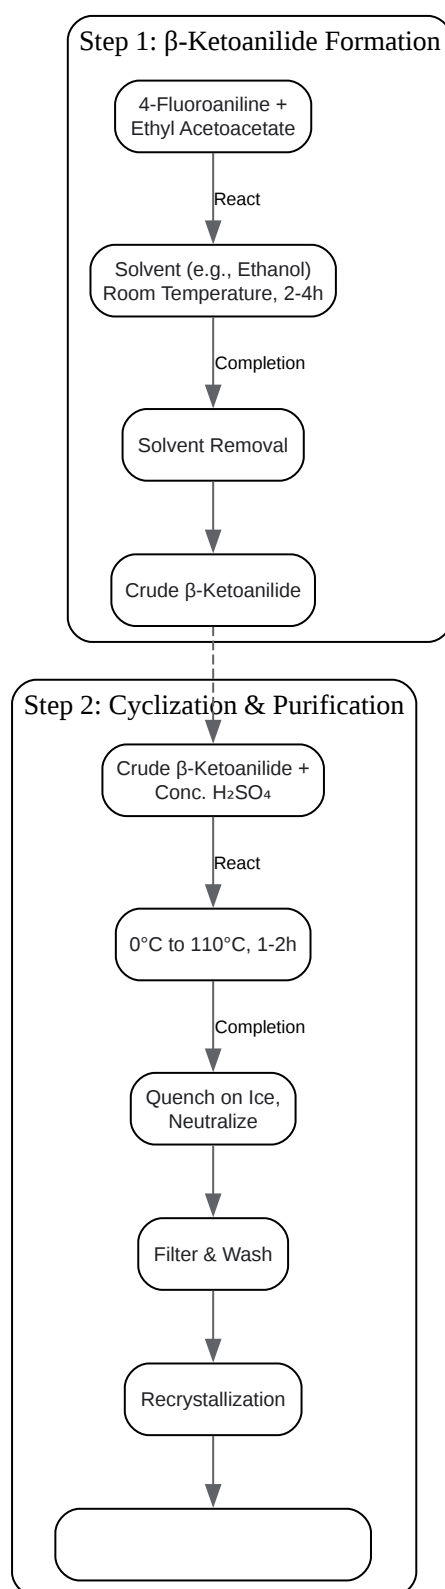 Step 1: β-Ketoanilide Formation
4-Fluoroaniline +
Ethyl Acetoacetate
React
Solvent (e.g., Ethanol)
Room Temperature, 2-4h
Completion
Solvent Removal
Crude β-Ketoanilide
Step 2: Cyclization & Purification
Crude β-Ketoanilide +
Conc. H₂SO₄
React
0°C to 110°C, 1-2h
Completion
Quench on Ice,
Neutralize
Filter & Wash
Recrystallization